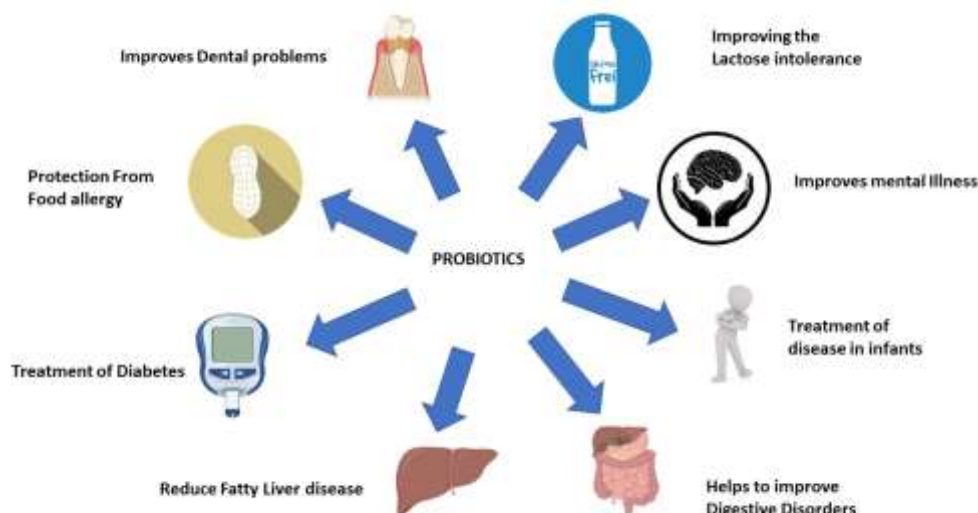 Improves Dental problems
Improving the
Lactose intolerance
Frei
Protection From
Food allergy
Improves mental Illness
PROBIOTICS
Treatment of Diabetes
Treatment of
disease in infants
Reduce Fatty Liver disease
Helps to improve
Digestive Disorders